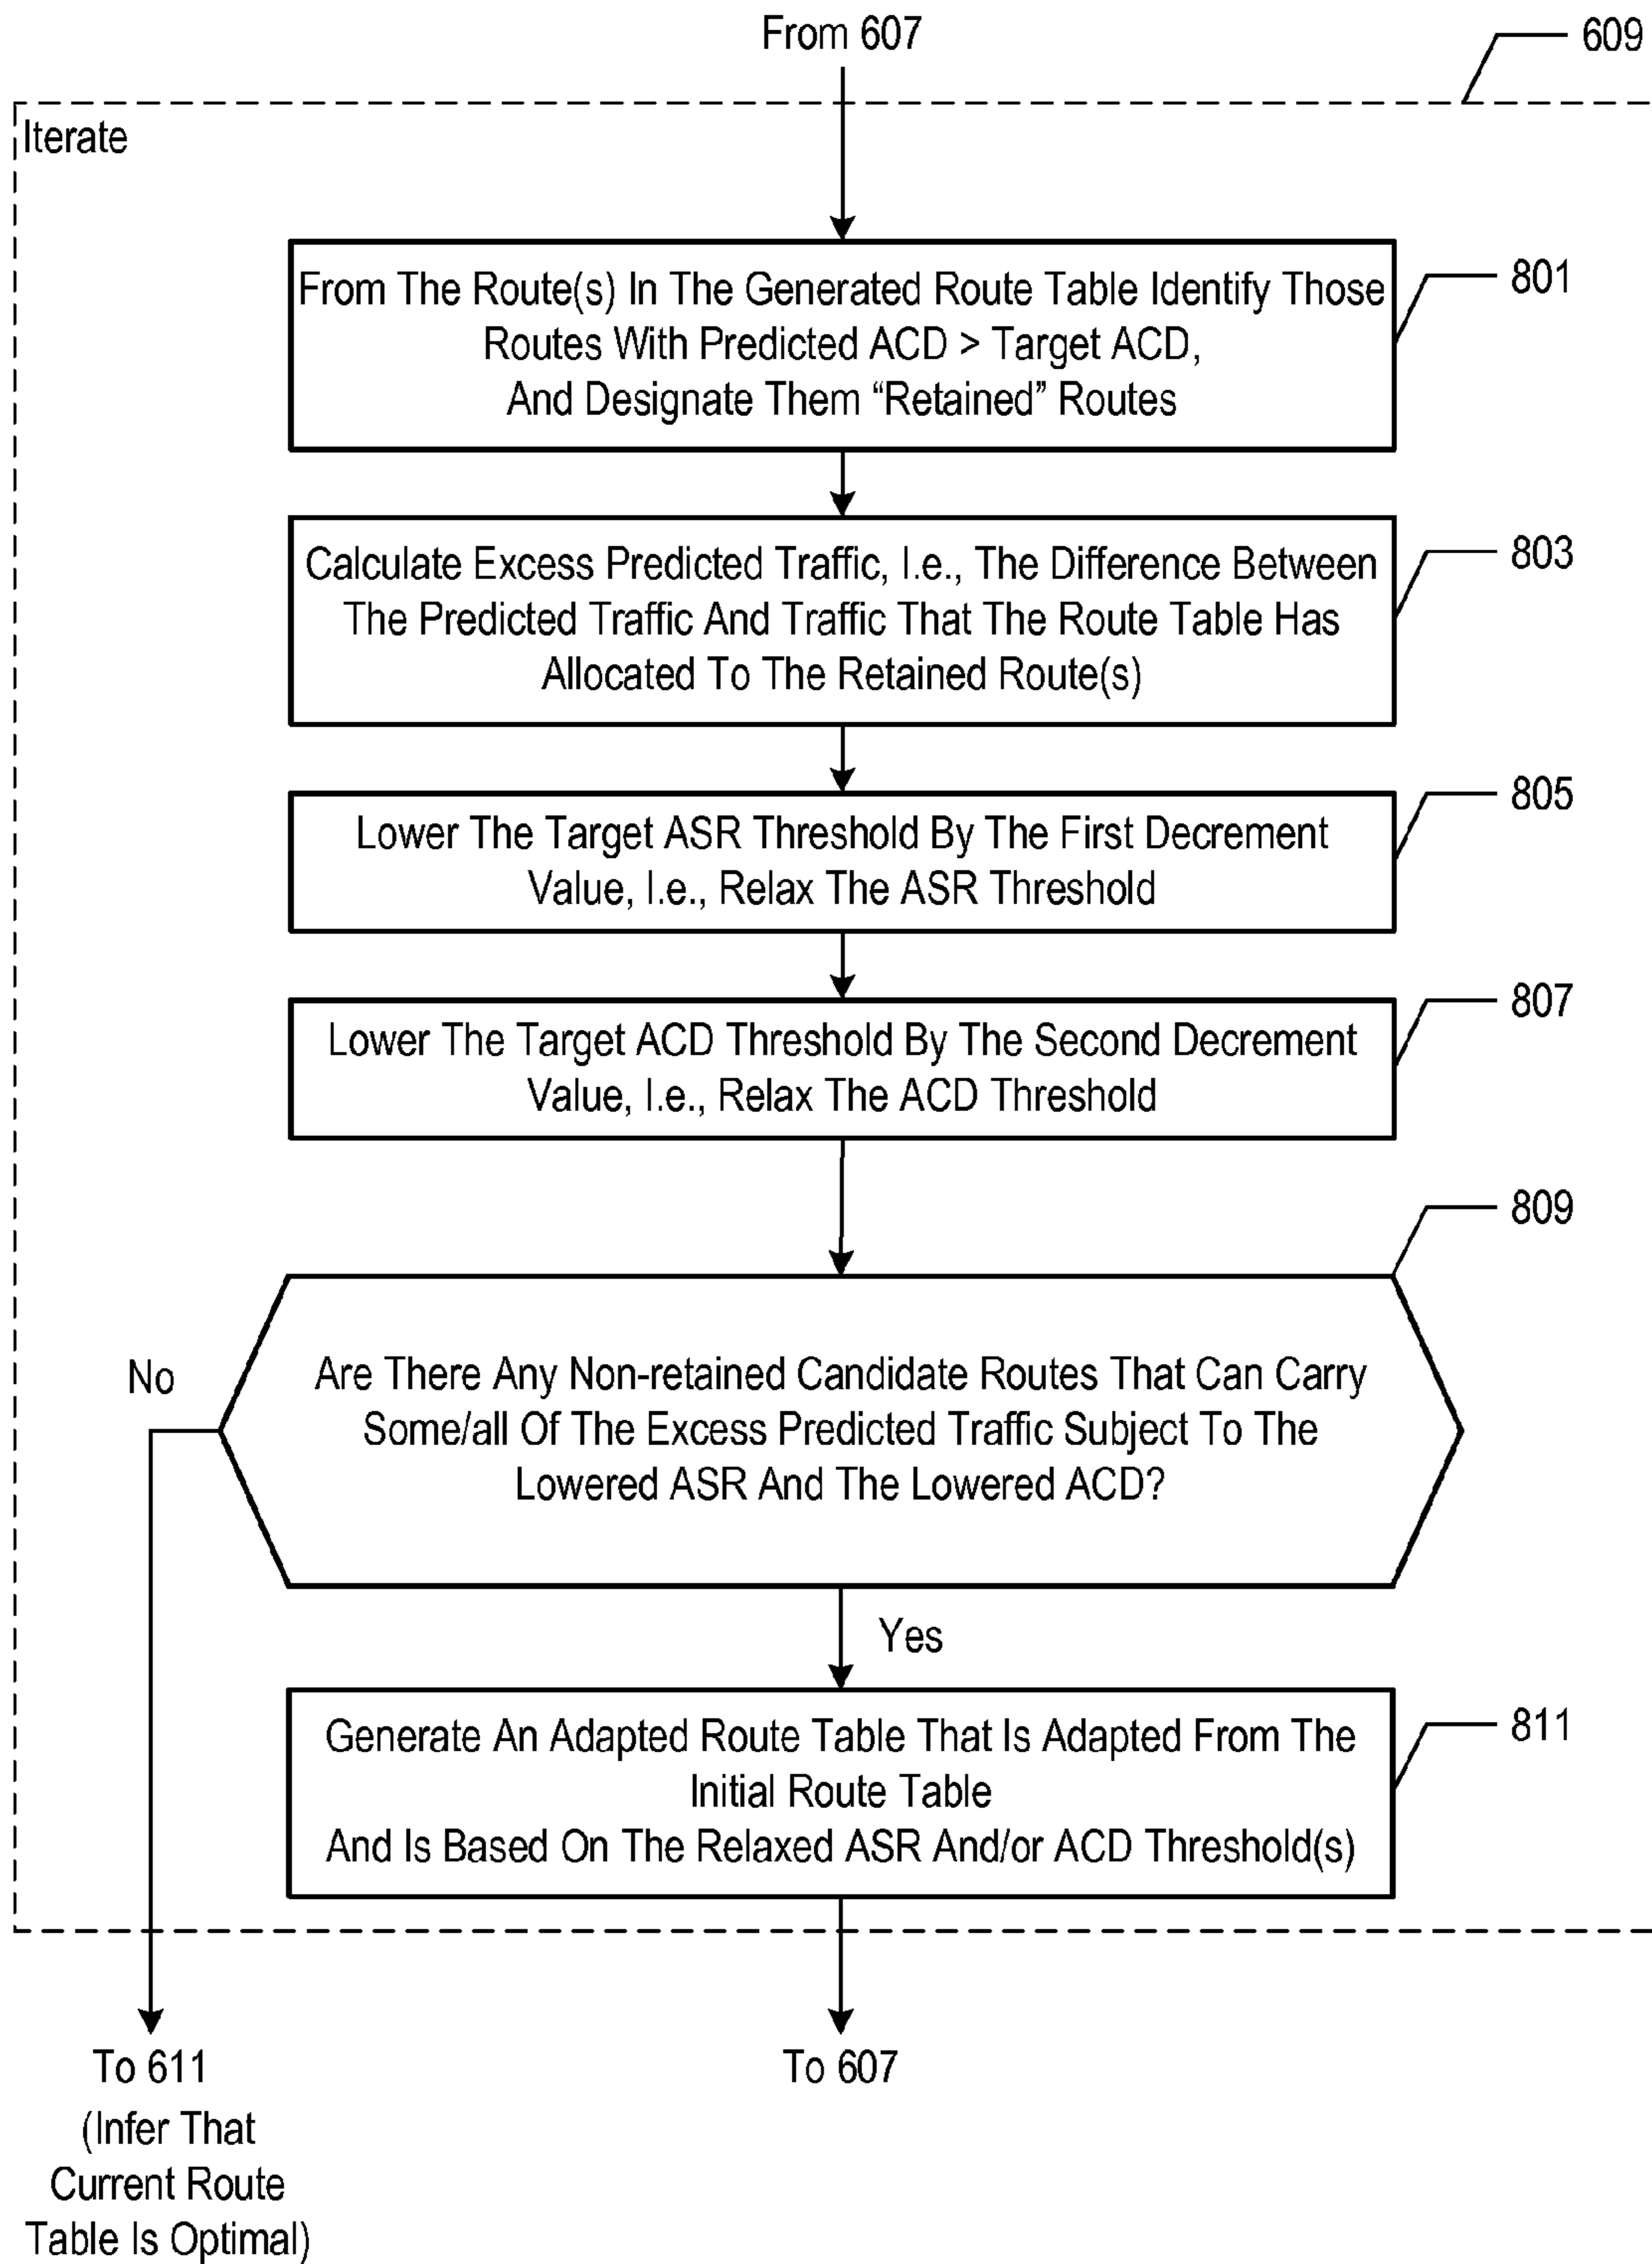 From 607
609
Iterate
From The Route(s) In The Generated Route Table Identify Those
Routes With Predicted ACD > Target ACD,
And Designate Them “Retained” Routes
801
Calculate Excess Predicted Traffic, I.e., The Difference Between
The Predicted Traffic And Traffic That The Route Table Has
Allocated To The Retained Route(s)
803
Lower The Target ASR Threshold By The First Decrement
Value, I.e., Relax The ASR Threshold
805
Lower The Target ACD Threshold By The Second Decrement
Value, I.e., Relax The ACD Threshold
807
809
No
Are There Any Non-retained Candidate Routes That Can Carry
Some/all Of The Excess Predicted Traffic Subject To The
Lowered ASR And The Lowered ACD?
Yes
Generate An Adapted Route Table That Is Adapted From The
Initial Route Table
And Is Based On The Relaxed ASR And/or ACD Threshold(s)
811
To 611
(Infer That
Current Route
Table Is Optimal)
To 607